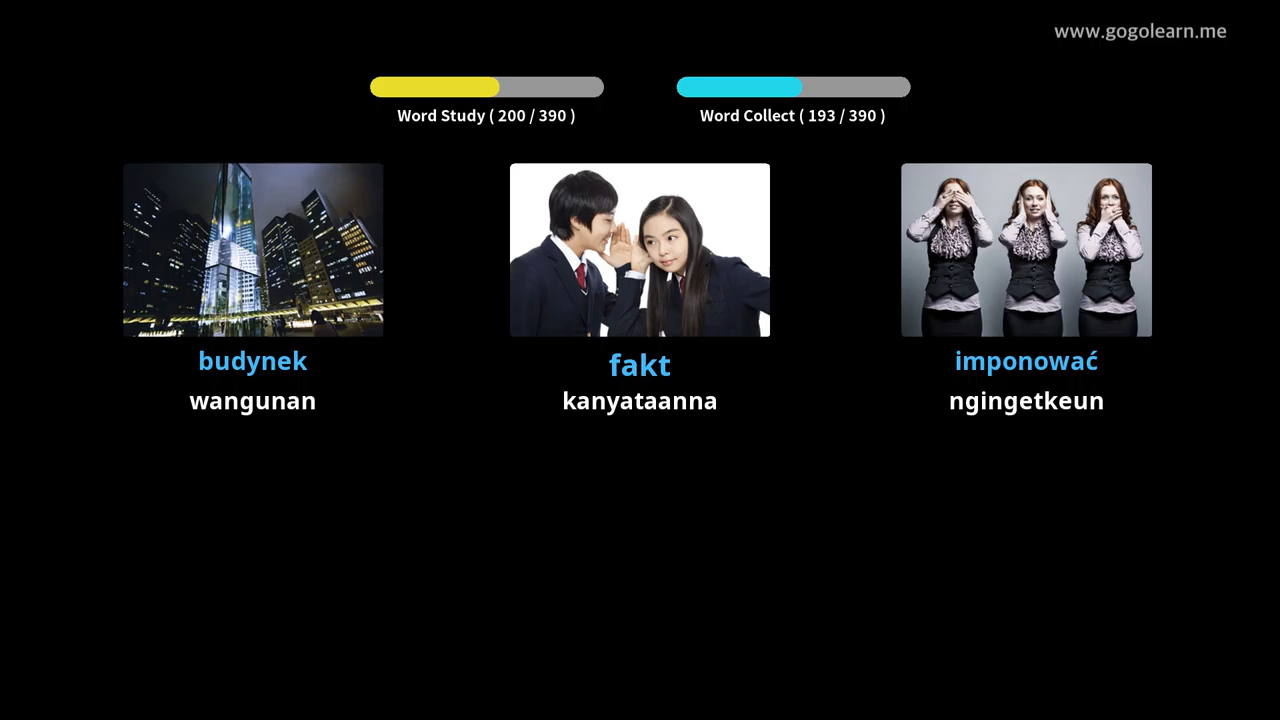 www.gogolearn.me
Word Study ( 200 / 390 )
Word Collect ( 193 / 390 )
budynek
fakt
imponować
wangunan
kanyataanna
ngingetkeun